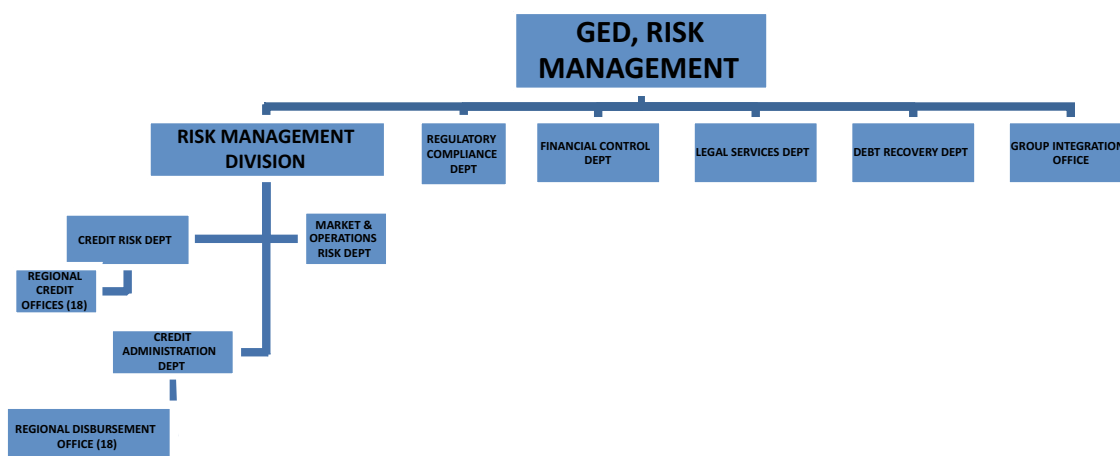 GED, RISK
MANAGEMENT
RISK MANAGEMENT
DIVISION
REGULATORY
COMPLIANCE
DEPT
FINANCIAL CONTROL
DEPT
LEGAL SERVICES DEPT
DEBT RECOVERY DEPT
GROUP INTEGRATION
OFFICE
CREDIT RISK DEPT
MARKET &
OPERATIONS
RISK DEPT
REGIONAL
CREDIT
OFFICES (18)
CREDIT
ADMINISTRATION
DEPT
REGIONAL DISBURSEMENT
OFFICE (18)